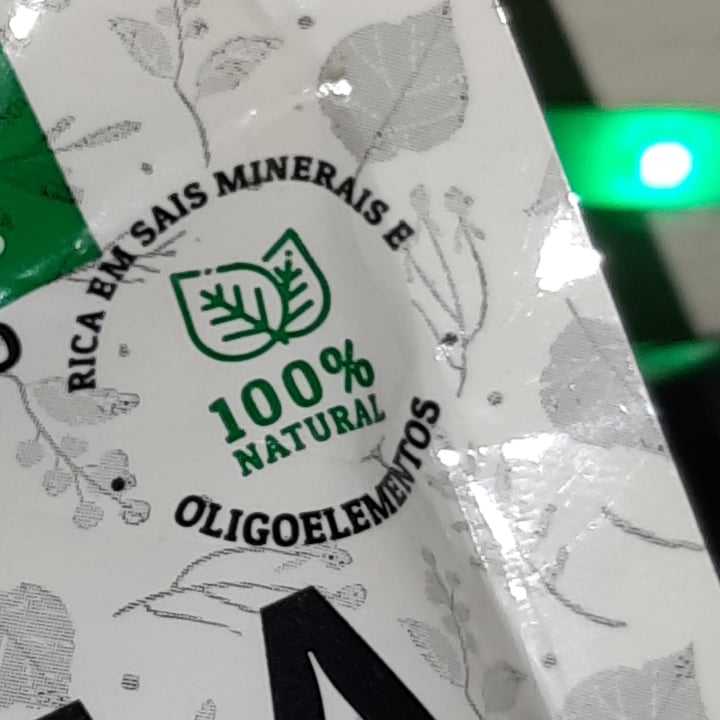 RICA EM SAIS MINERAIS E
100%
NATURAL
OLIGOELEMENTOS